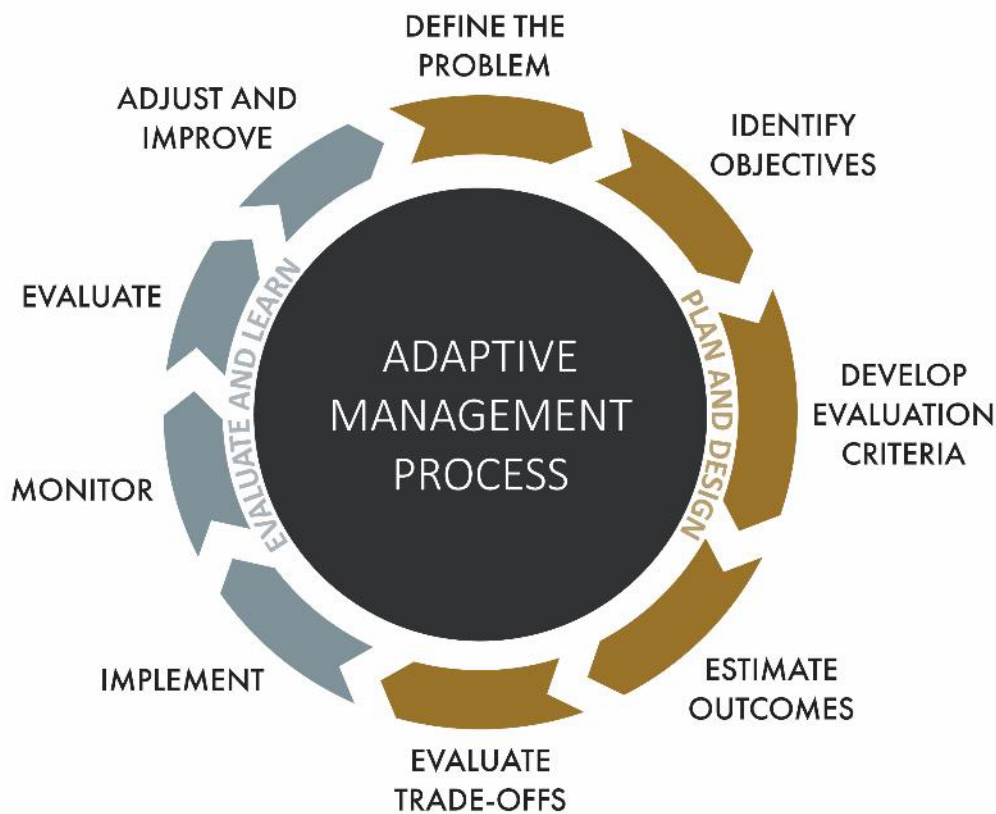 DEFINE THE
PROBLEM
IDENTIFY
OBJECTIVES
DEVELOP
EVALUATION
CRITERIA
ESTIMATE
OUTCOMES
EVALUATE
TRADE-OFFS
IMPLEMENT
MONITOR
EVALUATE
ADJUST AND
IMPROVE
PLAN AND DESIGN
EVALUATE AND LEARN
ADAPTIVE
MANAGEMENT
PROCESS